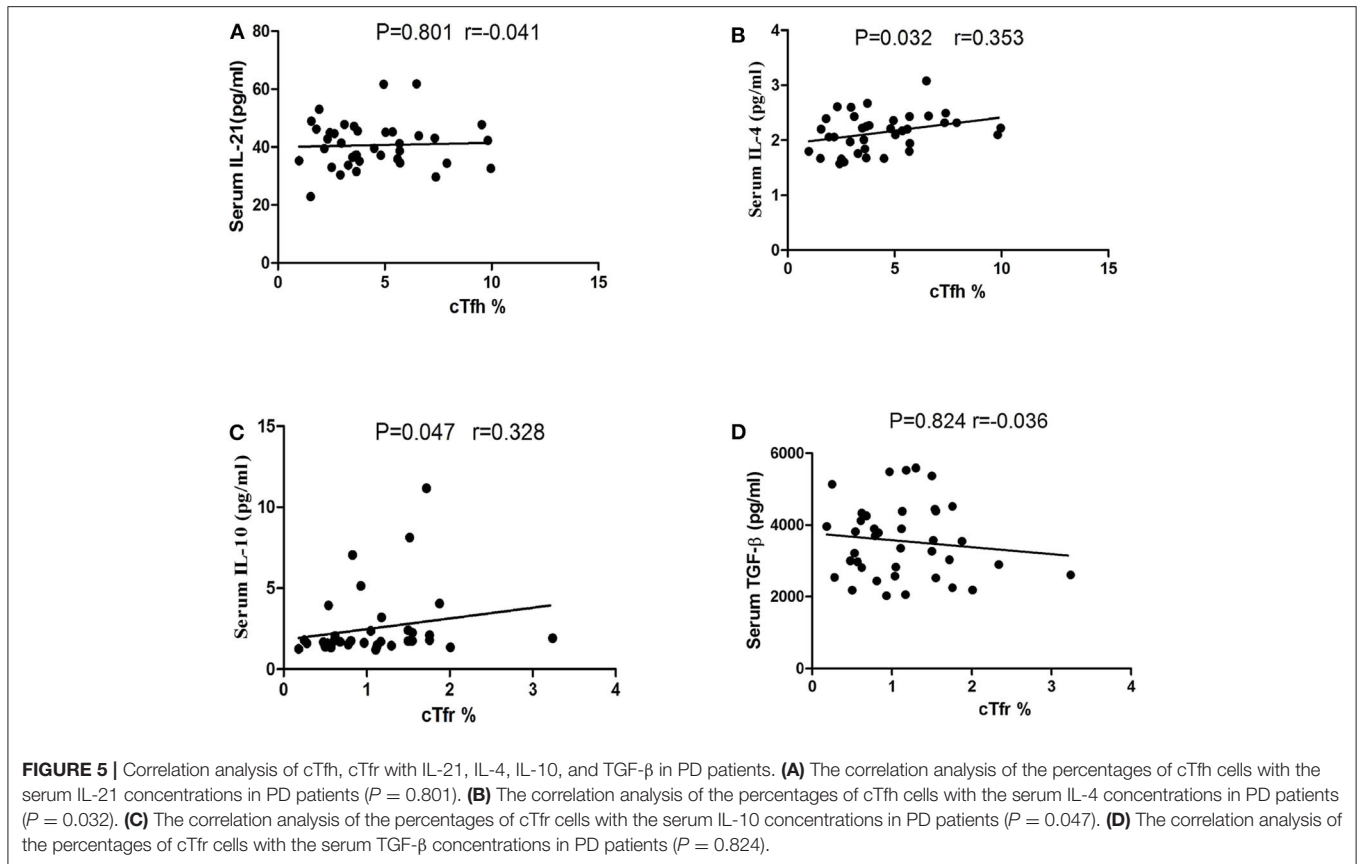 A
P=0.801 r=-0.041
Serum IL-21(pg/ml)
80
60
40
20
0
0 5 10 15
cTfh %
B
P=0.032 r=0.353
Serum IL-4 (pg/ml)
4
3
2
1
0
0 5 10 15
cTfh %
C
P=0.047 r=0.328
Serum IL-10 (pg/ml)
15
10
5
0
0 1 2 3 4
cTfr %
D
P=0.824 r=-0.036
Serum TGF-β (pg/ml)
6000
4000
2000
0
0 1 2 3 4
cTfr %
FIGURE 5 | Correlation analysis of cTfh, cTfr with IL-21, IL-4, IL-10, and TGF-β in PD patients. (A) The correlation analysis of the percentages of cTfh cells with the
serum IL-21 concentrations in PD patients (P = 0.801). (B) The correlation analysis of the percentages of cTfh cells with the serum IL-4 concentrations in PD patients
(P = 0.032). (C) The correlation analysis of the percentages of cTfr cells with the serum IL-10 concentrations in PD patients (P = 0.047). (D) The correlation analysis of
the percentages of cTfr cells with the serum TGF-β concentrations in PD patients (P = 0.824).